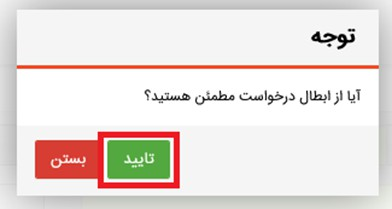 توجه
آیا از ابطال درخواست مطمئن هستید؟
تایید
بستن